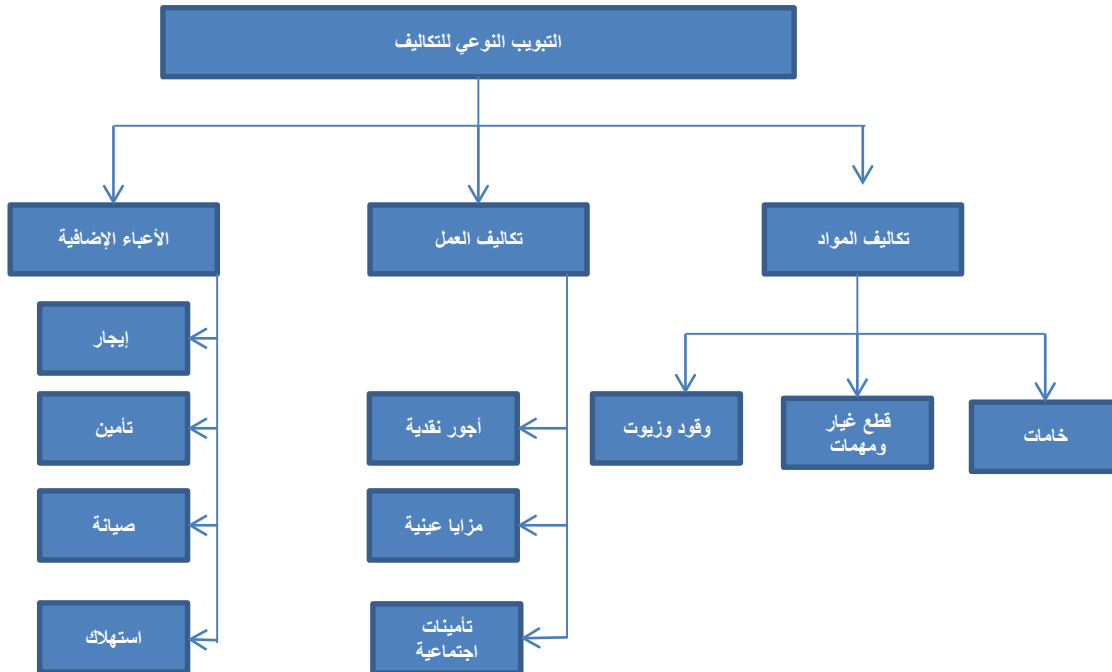 التبويب النوعي للتكاليف
تكاليف المواد
تكاليف العمل
الأعباء الإضافية
خامات
قطع غيار
ومهمات
وقود وزيوت
أجور نقدية
مزايا عينية
تأمينات
اجتماعية
إيجار
تأمين
صيانة
استهلاك